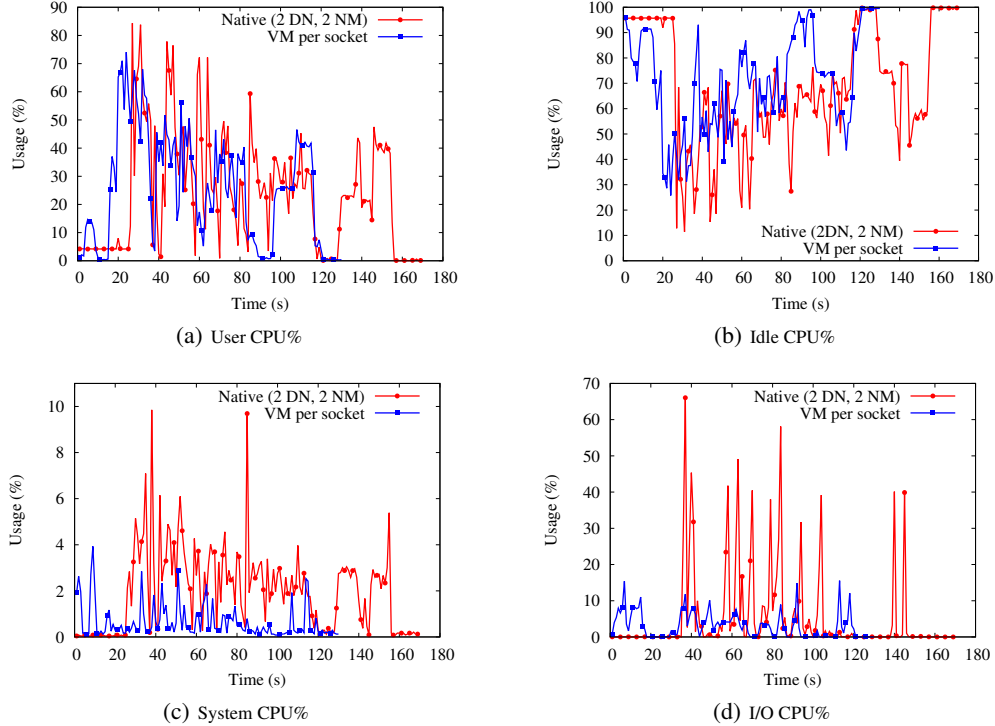 90
80
70
60
50
40
30
20
10
0
Usage (%)
Native (2 DN, 2 NM)
VM per socket
0 20 40 60 80 100 120 140 160 180
Time (s)
(a) User CPU%
100
90
80
70
60
50
40
30
20
10
0
Usage (%)
Native (2DN, 2 NM)
VM per socket
0 20 40 60 80 100 120 140 160 180
Time (s)
(b) Idle CPU%
10
8
6
4
2
0
Usage (%)
Native (2 DN, 2 NM)
VM per socket
0 20 40 60 80 100 120 140 160 180
Time (s)
(c) System CPU%
70
60
50
40
30
20
10
0
Usage (%)
Native (2 DN, 2 NM)
VM per socket
0 20 40 60 80 100 120 140 160 180
Time (s)
(d) I/O CPU%